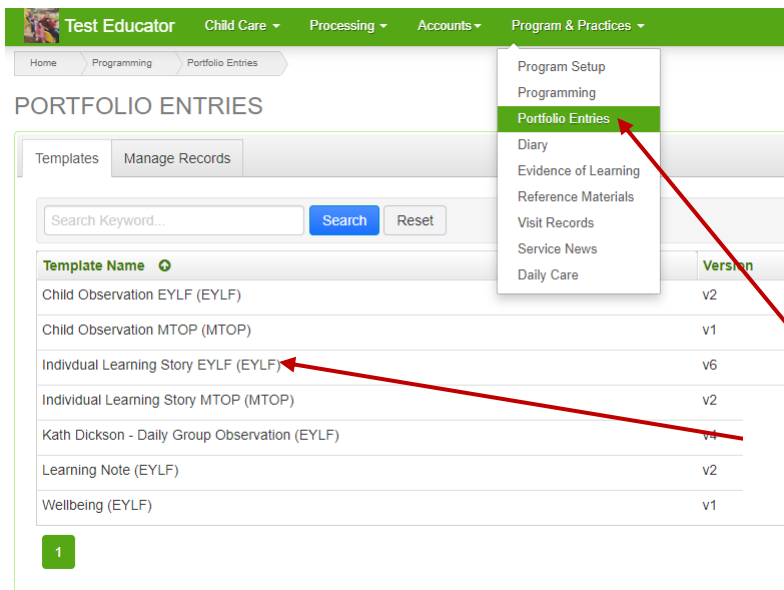 Test Educator Child Care Processing Accounts Program & Practices
Home Programming Portfolio Entries
PORTFOLIO ENTRIES
Program Setup
Programming
Portfolio Entries
Diary
Evidence of Learning
Reference Materials
Visit Records
Service News
Daily Care
Templates Manage Records
Search Keyword... Search Reset
Template Name Version
Child Observation EYLF (EYLF) v2
Child Observation MTOP (MTOP) v1
Indivdual Learning Story EYLF (EYLF) v6
Individual Learning Story MTOP (MTOP) v2
Kath Dickson - Daily Group Observation (EYLF) v4
Learning Note (EYLF) v2
Wellbeing (EYLF) v1
1